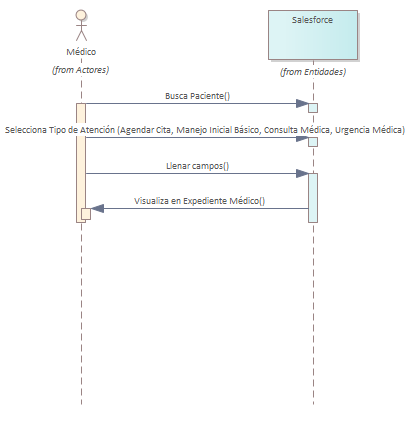 Salesforce
Médico
(from Actores)
(from Entidades)
Busca Paciente()
Selecciona Tipo de Atención (Agendar Cita, Manejo Inicial Básico, Consulta Médica, Urgencia Médica)
Llenar campos()
Visualiza en Expediente Médico()